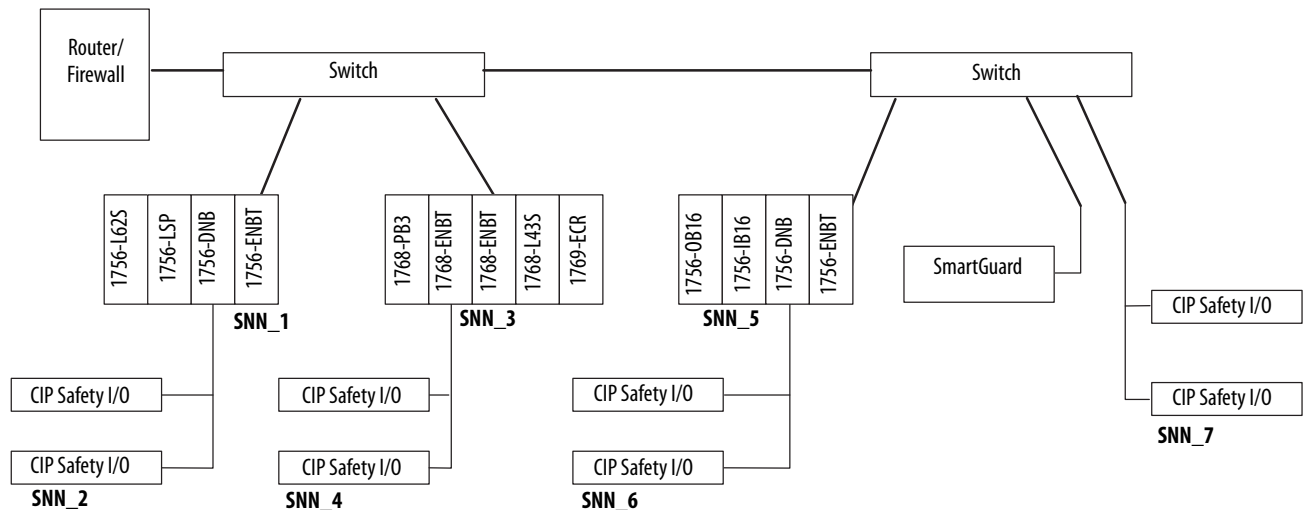 Router/
Firewall
Switch
Switch
1756-L62S
1756-LSP
1756-DNB
1756-ENBT
1768-PB3
1768-ENBT
1768-ENBT
1768-L43S
1769-ECR
1756-OB16
1756-IB16
1756-DNB
1756-ENBT
SmartGuard
SNN_1
SNN_3
SNN_5
CIP Safety I/O
CIP Safety I/O
CIP Safety I/O
CIP Safety I/O
CIP Safety I/O
SNN_7
CIP Safety I/O
CIP Safety I/O
CIP Safety I/O
SNN_2
SNN_4
SNN_6